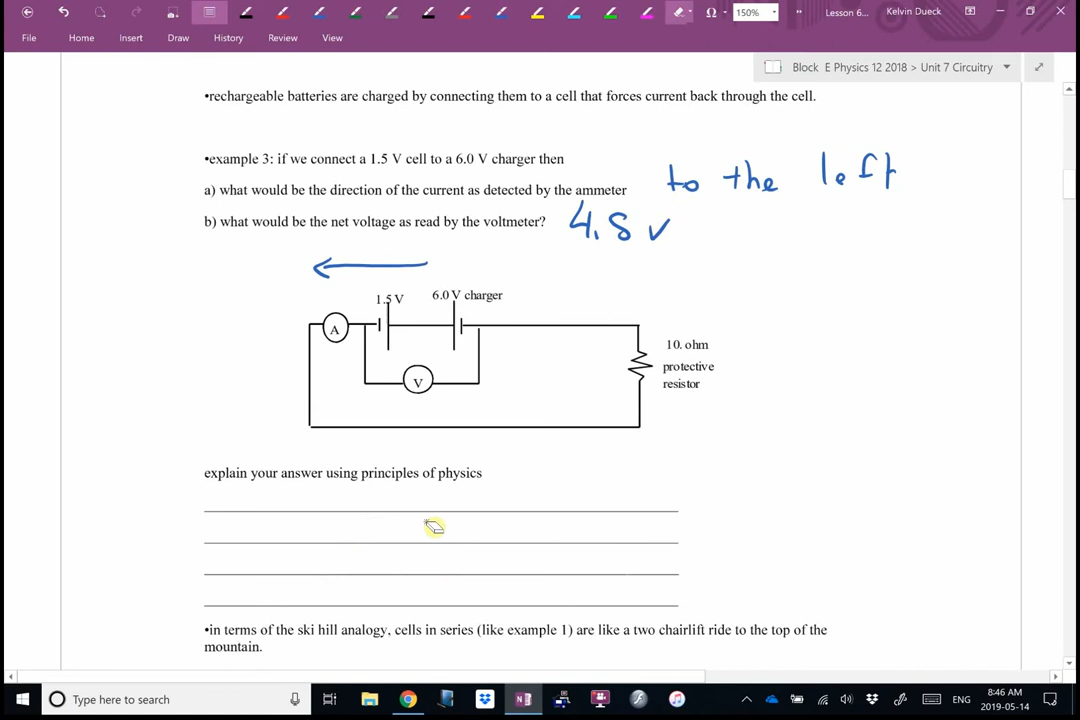 150%
Lesson 6...
Kelvin Dueck
File Home Insert Draw History Review View
Block E Physics 12 2018 > Unit 7 Circuitry
•rechargeable batteries are charged by connecting them to a cell that forces current back through the cell.
•example 3: if we connect a 1.5 V cell to a 6.0 V charger then
to the left
a) what would be the direction of the current as detected by the ammeter
b) what would be the net voltage as read by the voltmeter?
4.5 v
1.5 V
6.0 V charger
A
V
10. ohm
protective
resistor
explain your answer using principles of physics
•in terms of the ski hill analogy, cells in series (like example 1) are like a two chairlift ride to the top of the
mountain.
Type here to search
ENG
8:46 AM
2019-05-14